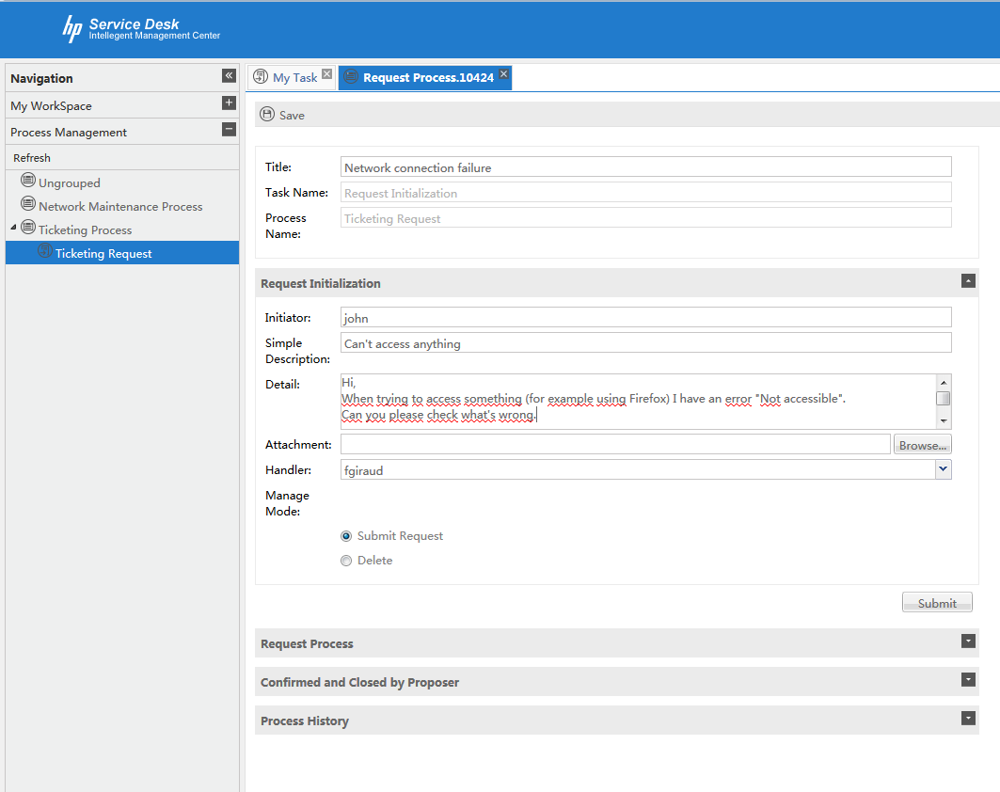 hp Service Desk
Intellegent Management Center
Navigation
My WorkSpace
Process Management
Refresh
Ungrouped
Network Maintenance Process
Ticketing Process
Ticketing Request
My Task
Request Process.10424
Save
Title: Network connection failure
Task Name: Request Initialization
Process Name: Ticketing Request
Request Initialization
Initiator: john
Simple Description: Can't access anything
Detail: Hi,
When trying to access something (for example using Firefox) I have an error "Not accessible".
Can you please check what's wrong.
Attachment: Browse...
Handler: fgiraud
Manage Mode:
Submit Request
Delete
Submit
Request Process
Confirmed and Closed by Proposer
Process History